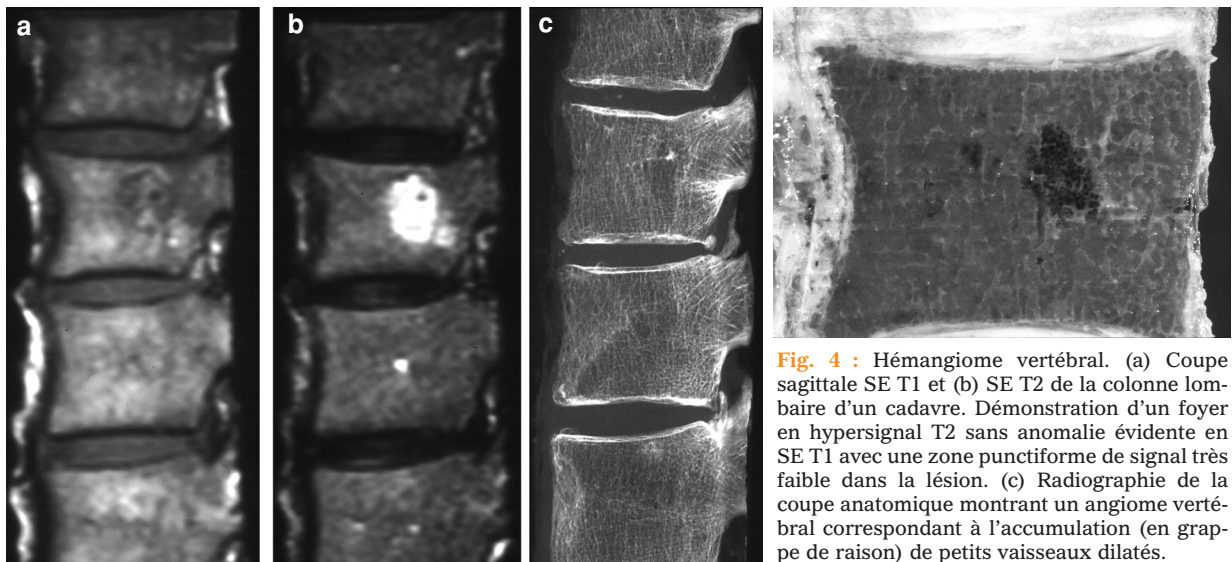 a
b
c
Fig. 4 : Hémangiome vertébral. (a) Coupe
sagittale SE T1 et (b) SE T2 de la colonne lom-
baire d'un cadavre. Démonstration d'un foyer
en hypersignal T2 sans anomalie évidente en
SE T1 avec une zone punctiforme de signal très
faible dans la lésion. (c) Radiographie de la
coupe anatomique montrant un angiome verté-
bral correspondant à l'accumulation (en grap-
pe de raison) de petits vaisseaux dilatés.